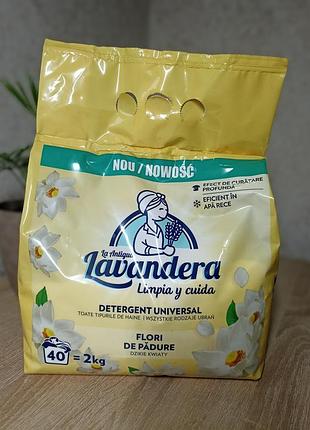 NOU / NOWOŚĆ
EFECT DE CURĂȚARE
PROFUNDĂ
EFICIENT ÎN
APĂ RECE
La Antigua
Lavandera
Limpia y cuida
DETERGENT UNIVERSAL
TOATE TIPURILE DE HAINE | WSZYSTKIE RODZAJE UBRAŃ
FLORI
DE PĂDURE
DZIKIE KWIATY
40 = 2kg